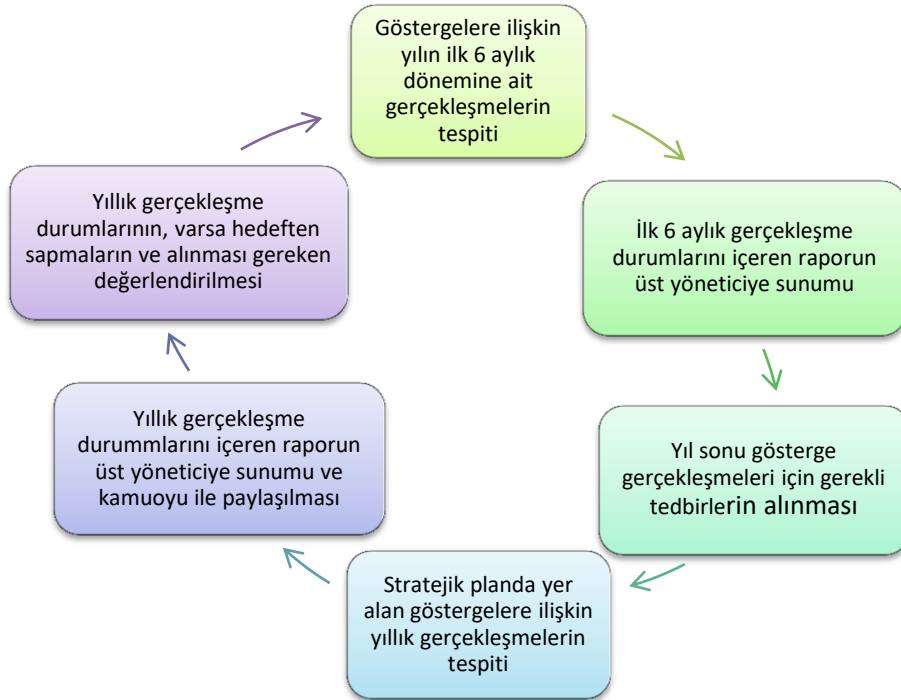 Göstergelere ilişkin
yılın ilk 6 aylık
dönemine ait
gerçekleşmelerin
tespiti
İlk 6 aylık gerçekleşme
durumlarını içeren raporun
üst yöneticiye sunumu
Yıl sonu gösterge
gerçekleşmeleri için gerekli
tedbirlerin alınması
Stratejik planda yer
alan göstergelere ilişkin
yıllık gerçekleşmelerin
tespiti
Yıllık gerçekleşme
durummlarını içeren raporun
üst yöneticiye sunumu ve
kamuoyu ile paylaşılması
Yıllık gerçekleşme
durumlarının, varsa hedeften
sapmaların ve alınması gereken
değerlendirilmesi